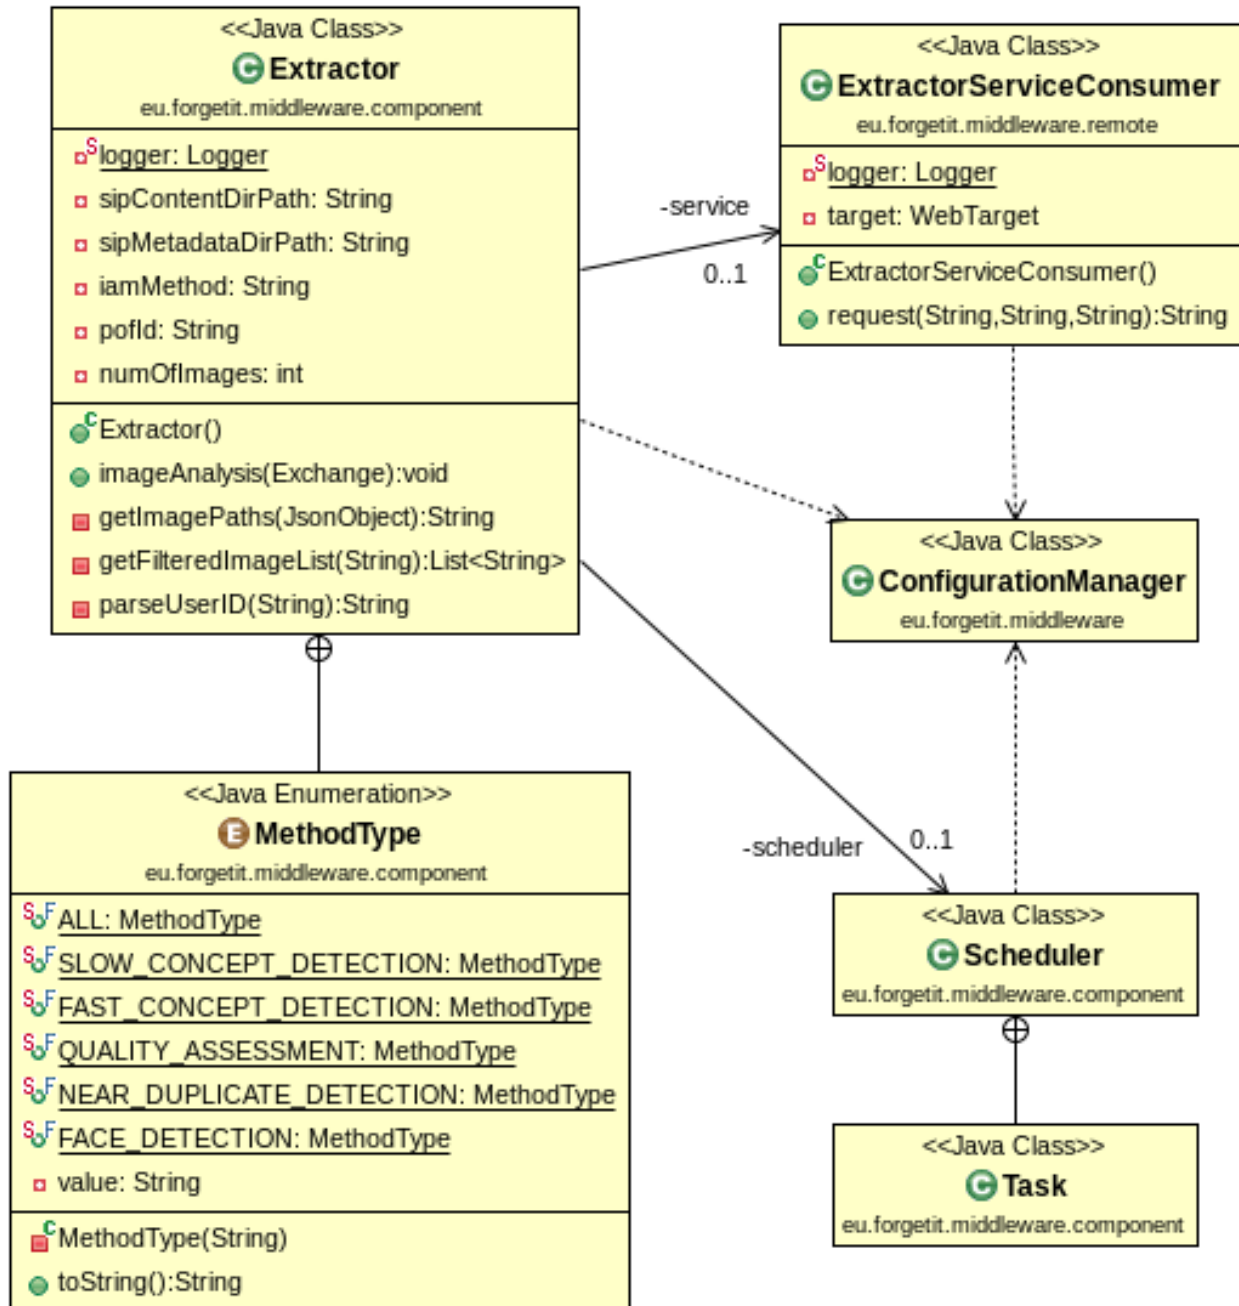 <<Java Class>>
Extractor
eu.forgetit.middleware.component
logger: Logger
sipContentDirPath: String
sipMetadataDirPath: String
iamMethod: String
pofId: String
numOfImages: int
Extractor()
imageAnalysis(Exchange):void
getImagePaths(JsonObject):String
getFilteredImageList(String):List<String>
parseUserID(String):String
-service
0..1
<<Java Class>>
ExtractorServiceConsumer
eu.forgetit.middleware.remote
logger: Logger
target: WebTarget
ExtractorServiceConsumer()
request(String,String,String):String
<<Java Class>>
ConfigurationManager
eu.forgetit.middleware
<<Java Enumeration>>
MethodType
eu.forgetit.middleware.component
ALL: MethodType
SLOW_CONCEPT_DETECTION: MethodType
FAST_CONCEPT_DETECTION: MethodType
QUALITY_ASSESSMENT: MethodType
NEAR_DUPLICATE_DETECTION: MethodType
FACE_DETECTION: MethodType
value: String
MethodType(String)
toString():String
-scheduler
0..1
<<Java Class>>
Scheduler
eu.forgetit.middleware.component
<<Java Class>>
Task
eu.forgetit.middleware.component